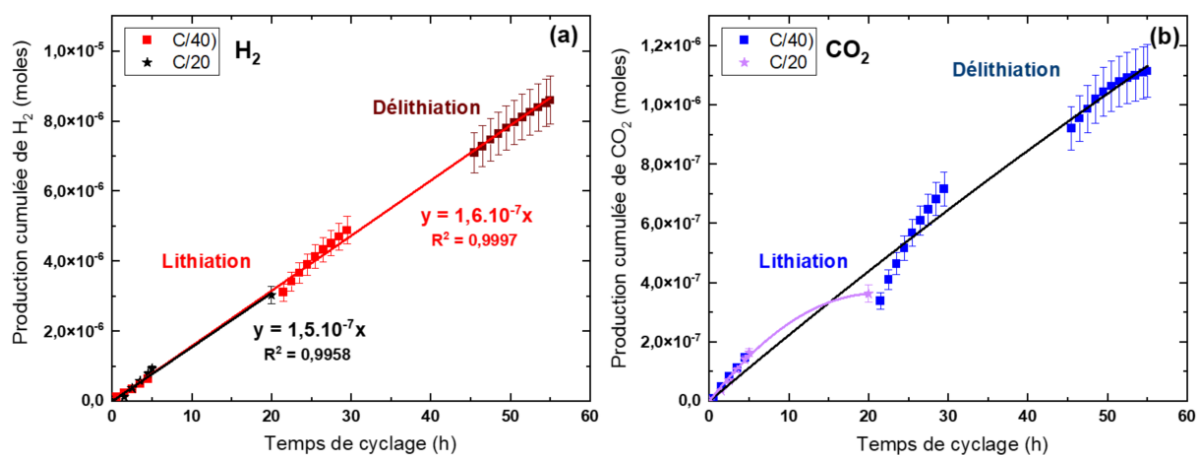 C/40)
C/20
H2
(a)
Délithiation
Lithiation
y = 1,6.10-7x
R2 = 0,9997
y = 1,5.10-7x
R2 = 0,9958
Production cumulée de H2 (moles)
1,0×10-5
8,0×10-6
6,0×10-6
4,0×10-6
2,0×10-6
0,0
0 10 20 30 40 50 60
Temps de cyclage (h)
C/40)
C/20
CO2
(b)
Délithiation
Lithiation
Production cumulée de CO2 (moles)
1,2×10-6
1,0×10-6
8,0×10-7
6,0×10-7
4,0×10-7
2,0×10-7
0,0
0 10 20 30 40 50 60
Temps de cyclage (h)